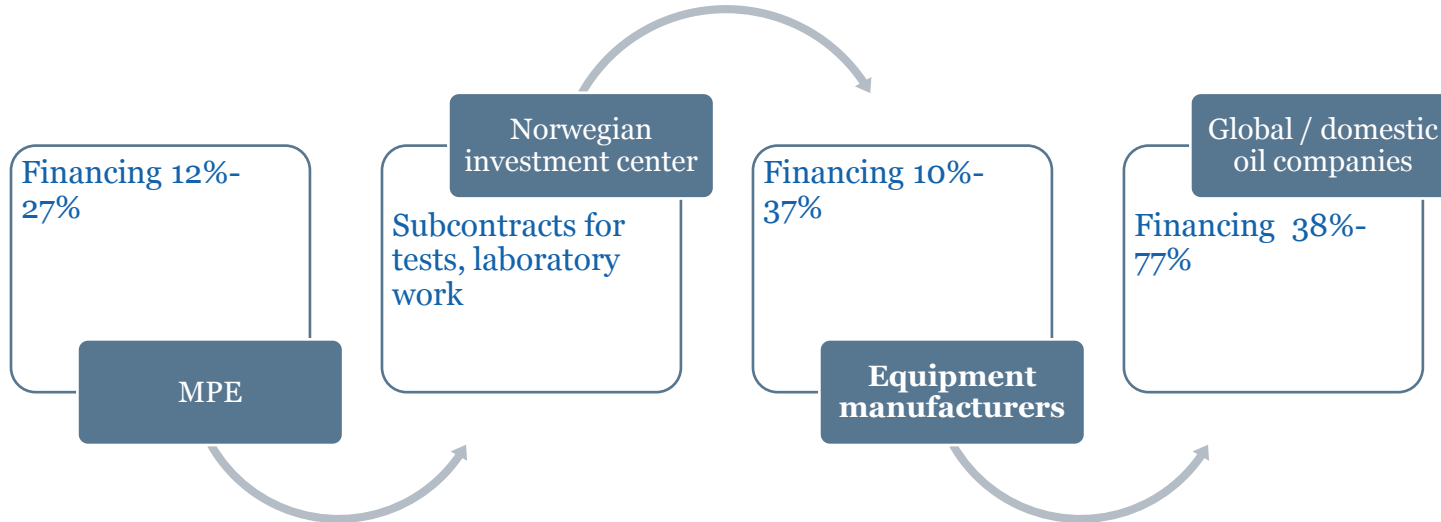 Financing 12%-
27%
MPE
Norwegian
investment center
Subcontracts for
tests, laboratory
work
Financing 10%-
37%
Equipment
manufacturers
Global / domestic
oil companies
Financing 38%-
77%